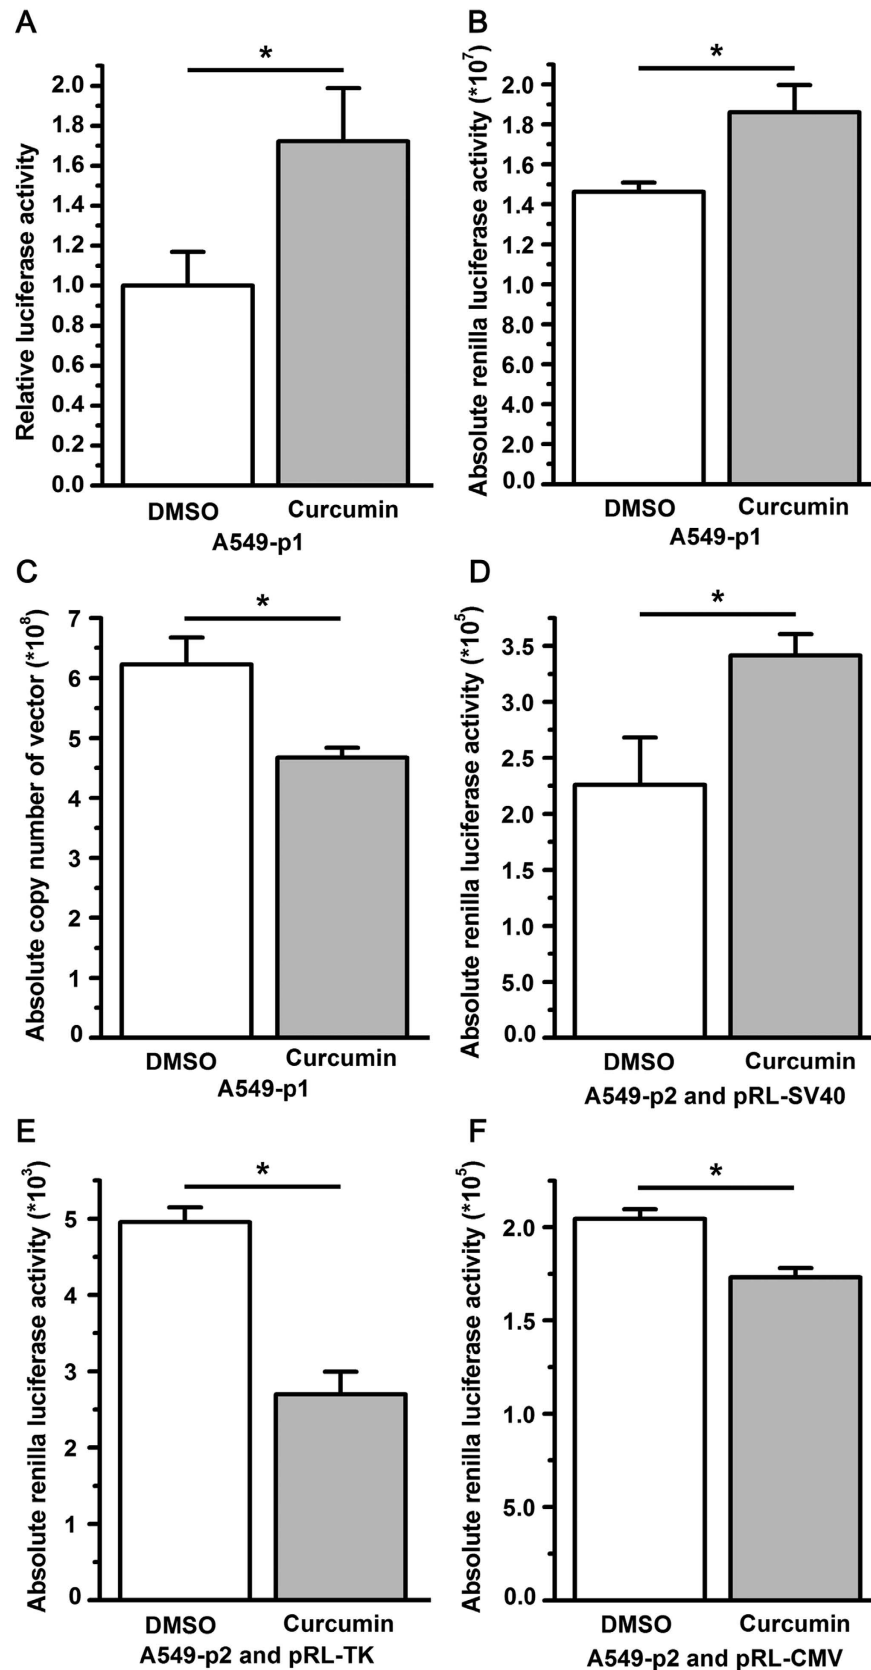 A
Relative luciferase activity
*
2.0
1.8
1.6
1.4
1.2
1.0
0.8
0.6
0.4
0.2
0.0
DMSO Curcumin
A549-p1
B
Absolute renilla luciferase activity (*10⁷)
*
2.0
1.8
1.6
1.4
1.2
1.0
8.0
6.0
4.0
2.0
0.0
DMSO Curcumin
A549-p1
C
Absolute copy number of vector (*10⁸)
*
7
6
5
4
3
2
1
0
DMSO Curcumin
A549-p1
D
Absolute renilla luciferase activity (*10⁵)
*
3.5
3.0
2.5
2.0
1.5
1.0
5.0
0.0
DMSO Curcumin
A549-p2 and pRL-SV40
E
Absolute renilla luciferase activity (*10³)
*
5
4
3
2
1
0
DMSO Curcumin
A549-p2 and pRL-TK
F
Absolute renilla luciferase activity (*10⁵)
*
2.0
1.5
1.0
5.0
0.0
DMSO Curcumin
A549-p2 and pRL-CMV